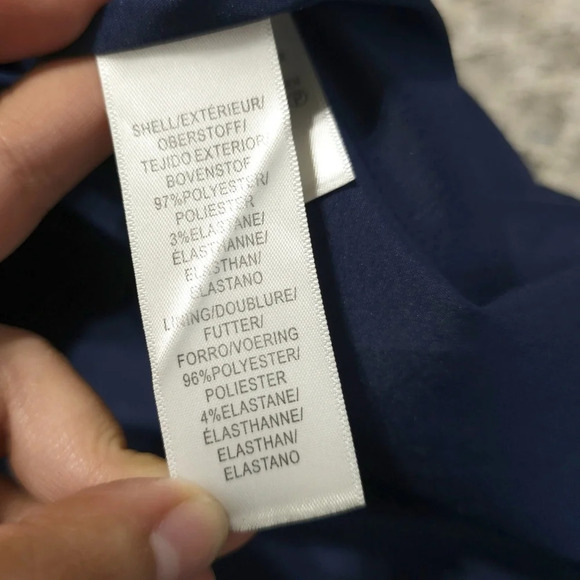 SHELL/EXTÉRIEUR/
OBERSTOFF/
TEJIDO EXTERIOR
BOVENSTOF
97%POLYESTER/
POLIESTER
3%ELASTANE/
ÉLASTHANNE/
ELASTHAN/
ELASTANO
LINING/DOUBLURE/
FUTTER/
FORRO/VOERING
96%POLYESTER/
POLIESTER
4%ELASTANE/
ÉLASTHANNE/
ELASTHAN/
ELASTANO